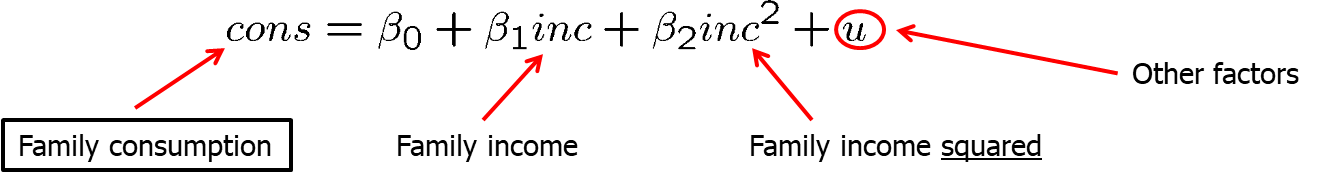 cons = β₀ + β₁inc + β₂inc² + u
Other factors
Family consumption
Family income
Family income squared